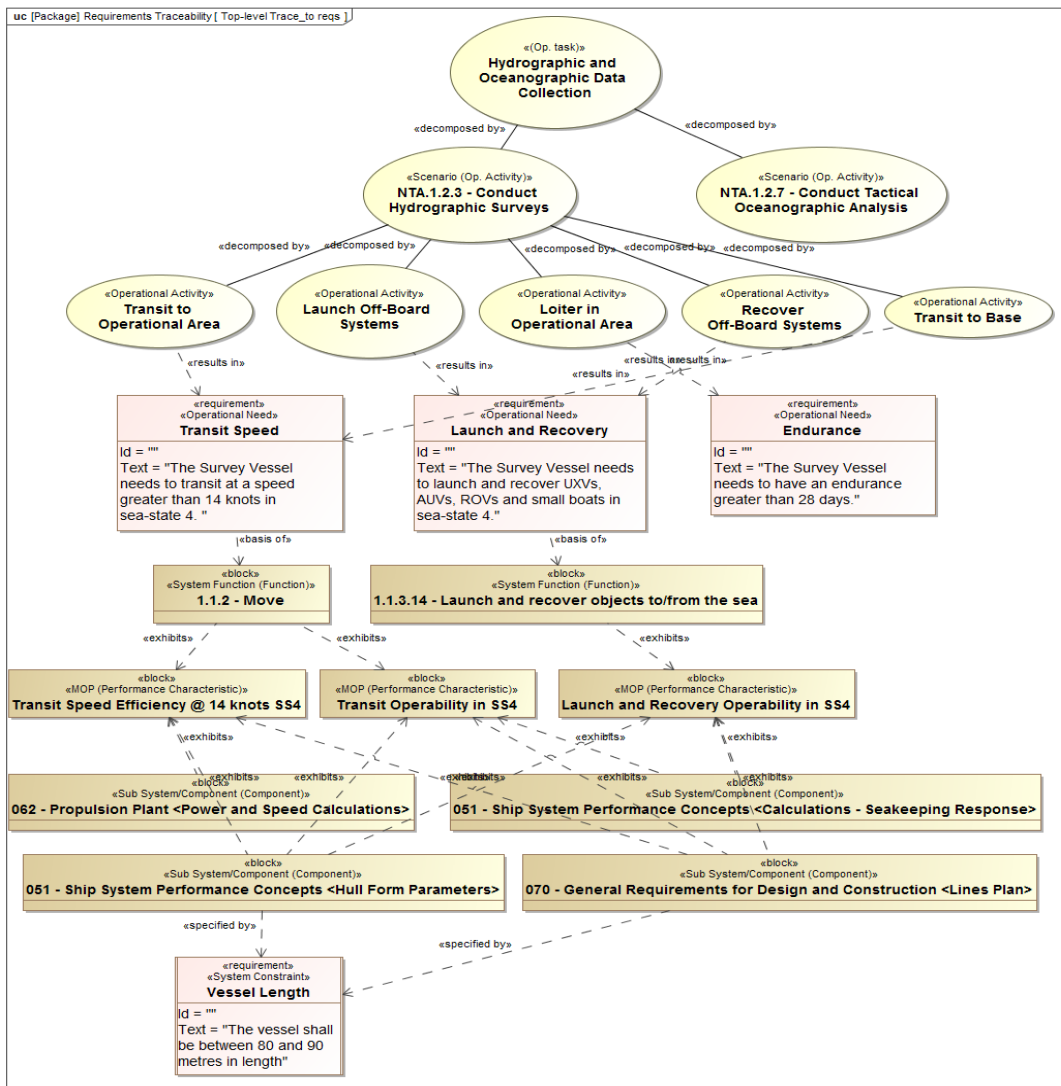 uc [Package] Requirements Traceability [ Top-level Trace_to reqs ]
«(Op. task)»
Hydrographic and
Oceanographic Data
Collection
«decomposed by»
«decomposed by»
«Scenario (Op. Activity)»
NTA.1.2.3 - Conduct
Hydrographic Surveys
«Scenario (Op. Activity)»
NTA.1.2.7 - Conduct Tactical
Oceanographic Analysis
«decomposed by»
«decomposed by»
«decomposed by»
«decomposed by»
«decomposed by»
«Operational Activity»
Transit to
Operational Area
«Operational Activity»
Launch Off-Board
Systems
«Operational Activity»
Loiter in
Operational Area
«Operational Activity»
Recover
Off-Board Systems
«Operational Activity»
Transit to Base
«results in»
«results in»
«results in»
«results in»
«results in»
«requirement»
«Operational Need»
Transit Speed
Id = ""
Text = "The Survey Vessel
needs to transit at a speed
greater than 14 knots in
sea-state 4. "
«requirement»
«Operational Need»
Launch and Recovery
Id = ""
Text = "The Survey Vessel needs
to launch and recover UXVs,
AUVs, ROVs and small boats in
sea-state 4."
«requirement»
«Operational Need»
Endurance
Id = ""
Text = "The Survey Vessel
needs to have an endurance
greater than 28 days."
«basis of»
«basis of»
«block»
«System Function (Function)»
1.1.2 - Move
«block»
«System Function (Function)»
1.1.3.14 - Launch and recover objects to/from the sea
«exhibits»
«exhibits»
«exhibits»
«block»
«MOP (Performance Characteristic)»
Transit Speed Efficiency @ 14 knots SS4
«block»
«MOP (Performance Characteristic)»
Transit Operability in SS4
«block»
«MOP (Performance Characteristic)»
Launch and Recovery Operability in SS4
«exhibits»
«exhibits»
«exhibits»
«exhibits»
«exhibits»
«exhibits»
«exhibits»
«exhibits»
«block»
«Sub System/Component (Component)»
062 - Propulsion Plant <Power and Speed Calculations>
«block»
«Sub System/Component (Component)»
051 - Ship System Performance Concepts <Calculations - Seakeeping Response>
«block»
«Sub System/Component (Component)»
051 - Ship System Performance Concepts <Hull Form Parameters>
«block»
«Sub System/Component (Component)»
070 - General Requirements for Design and Construction <Lines Plan>
«specified by»
«specified by»
«requirement»
«System Constraint»
Vessel Length
Id = ""
Text = "The vessel shall
be between 80 and 90
metres in length"